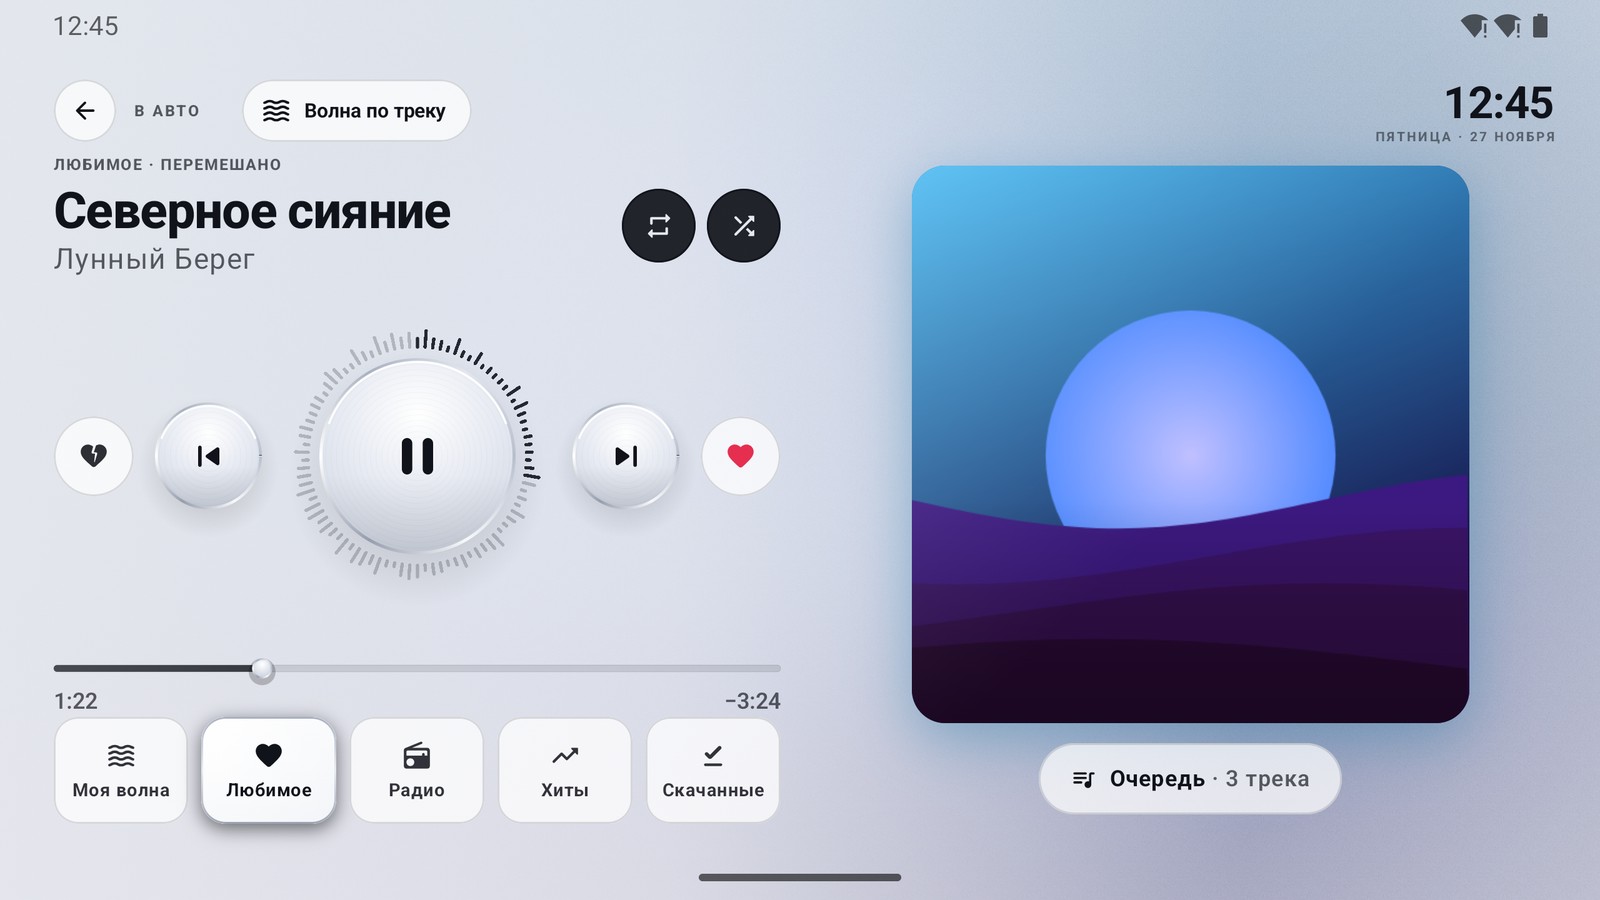 12:45
В АВТО
Волна по треку
12:45
ПЯТНИЦА · 27 НОЯБРЯ
ЛЮБИМОЕ · ПЕРЕМЕШАНО
Северное сияние
Лунный Берег
1:22
−3:24
Моя волна
Любимое
Радио
Хиты
Скачанные
Очередь · 3 трека